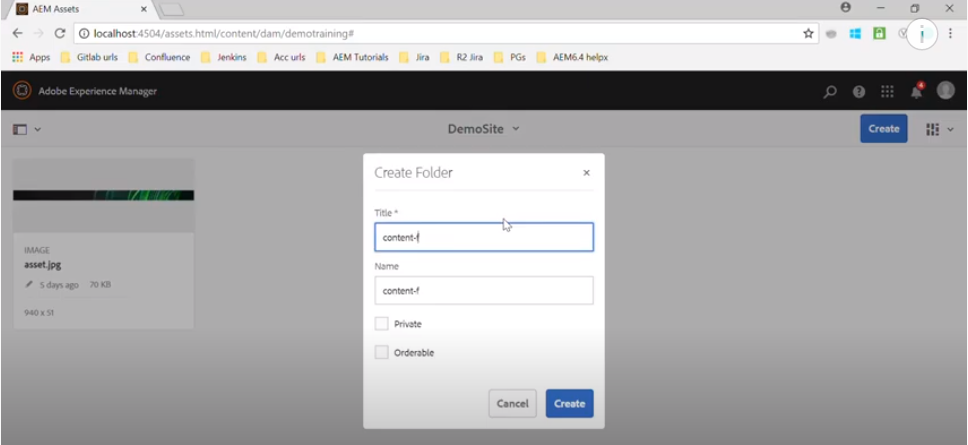 AEM Assets
localhost:4504/assets.html/content/dam/demotraining#
Apps Gitlab urls Confluence Jenkins Acc urls AEM Tutorials Jira R2 Jira PGs AEM6.4 helpx
Adobe Experience Manager
DemoSite
Create
Create Folder
Title *
content-f
Name
content-f
Private
Orderable
Cancel Create
IMAGE
asset.jpg
5 days ago 70 KB
940 x 51